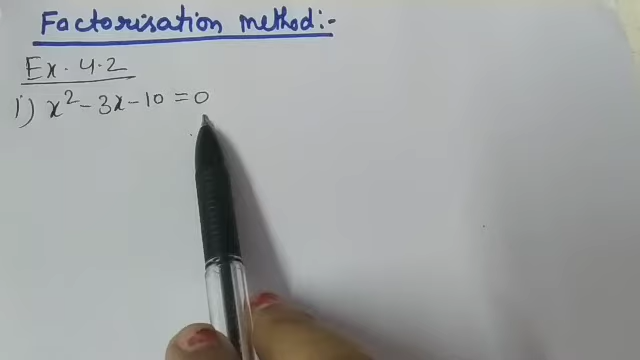 Factorisation method:-
Ex. 4.2
i) x² - 3x - 10 = 0